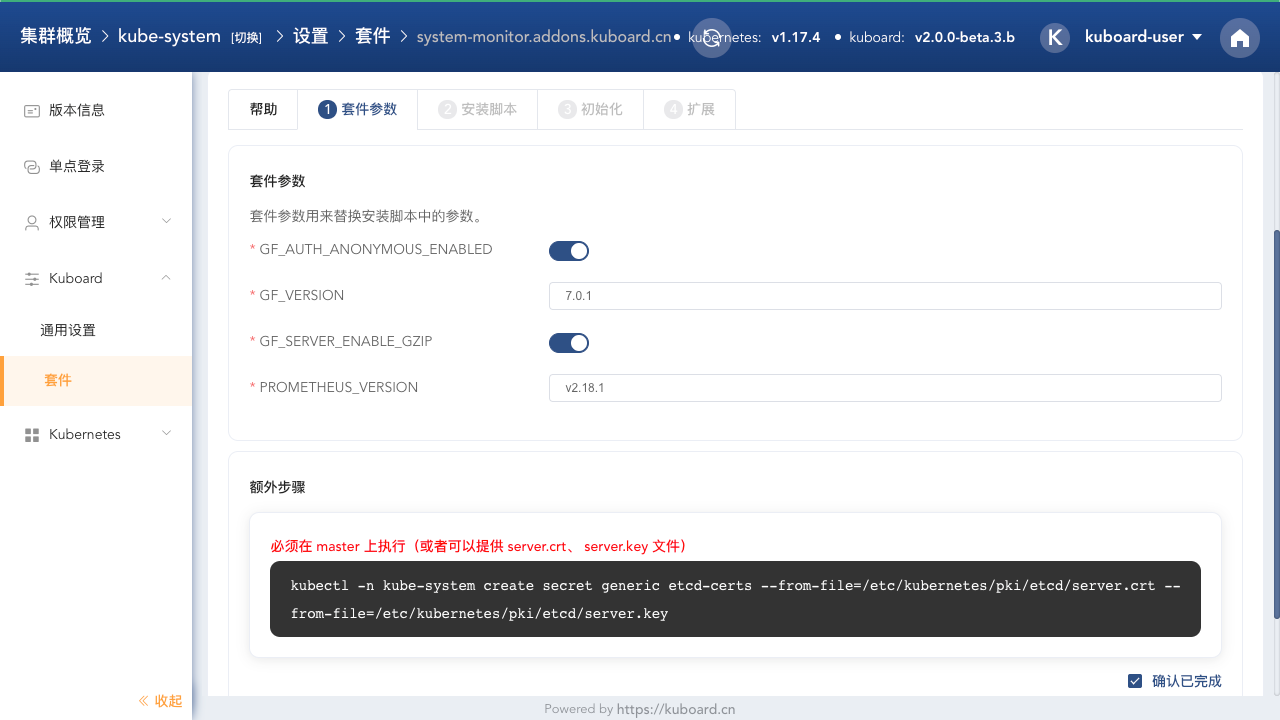 集群概览 > kube-system [切换] > 设置 > 套件 > system-monitor.addons.kuboard.cn
kubernetes: v1.17.4
kuboard: v2.0.0-beta.3.b
K kuboard-user
版本信息
单点登录
权限管理
Kuboard
通用设置
套件
Kubernetes
收起
帮助
1 套件参数
2 安装脚本
3 初始化
4 扩展
套件参数
套件参数用来替换安装脚本中的参数。
* GF_AUTH_ANONYMOUS_ENABLED
* GF_VERSION 7.0.1
* GF_SERVER_ENABLE_GZIP
* PROMETHEUS_VERSION v2.18.1
额外步骤
必须在 master 上执行（或者可以提供 server.crt、 server.key 文件）
kubectl -n kube-system create secret generic etcd-certs --from-file=/etc/kubernetes/pki/etcd/server.crt --
from-file=/etc/kubernetes/pki/etcd/server.key
确认已完成
Powered by https://kuboard.cn